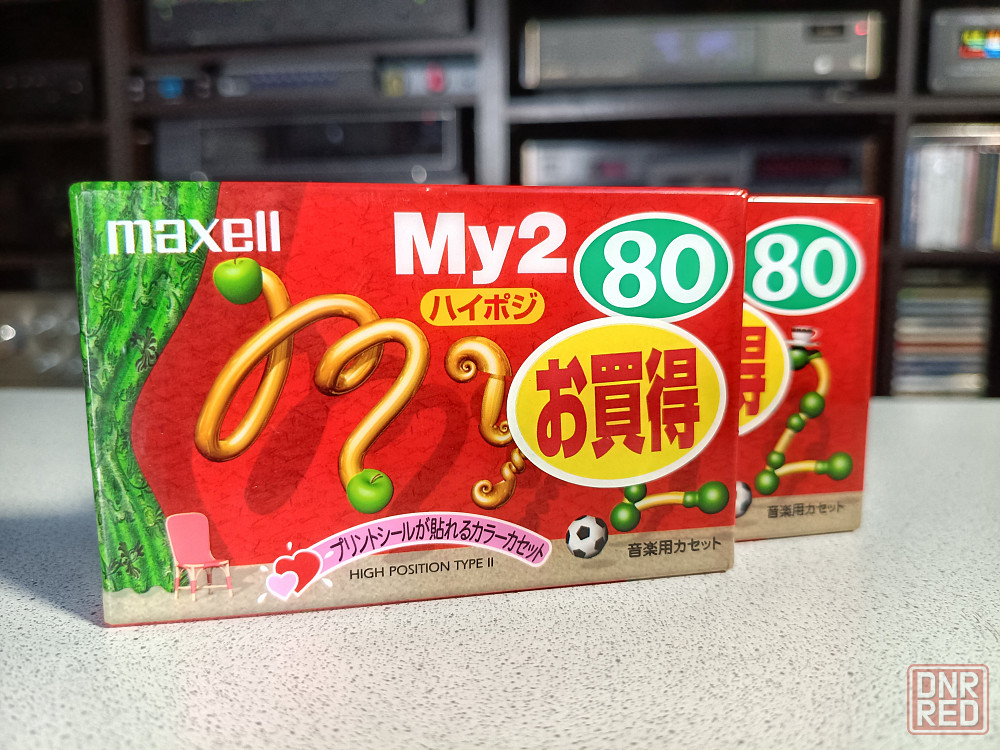 maxell
My2
80
ハイポジ
お買得
プリントシールが貼れるカラーカセット
HIGH POSITION TYPE II
音楽用カセット
80
得
音楽用カセット
DNR
RED